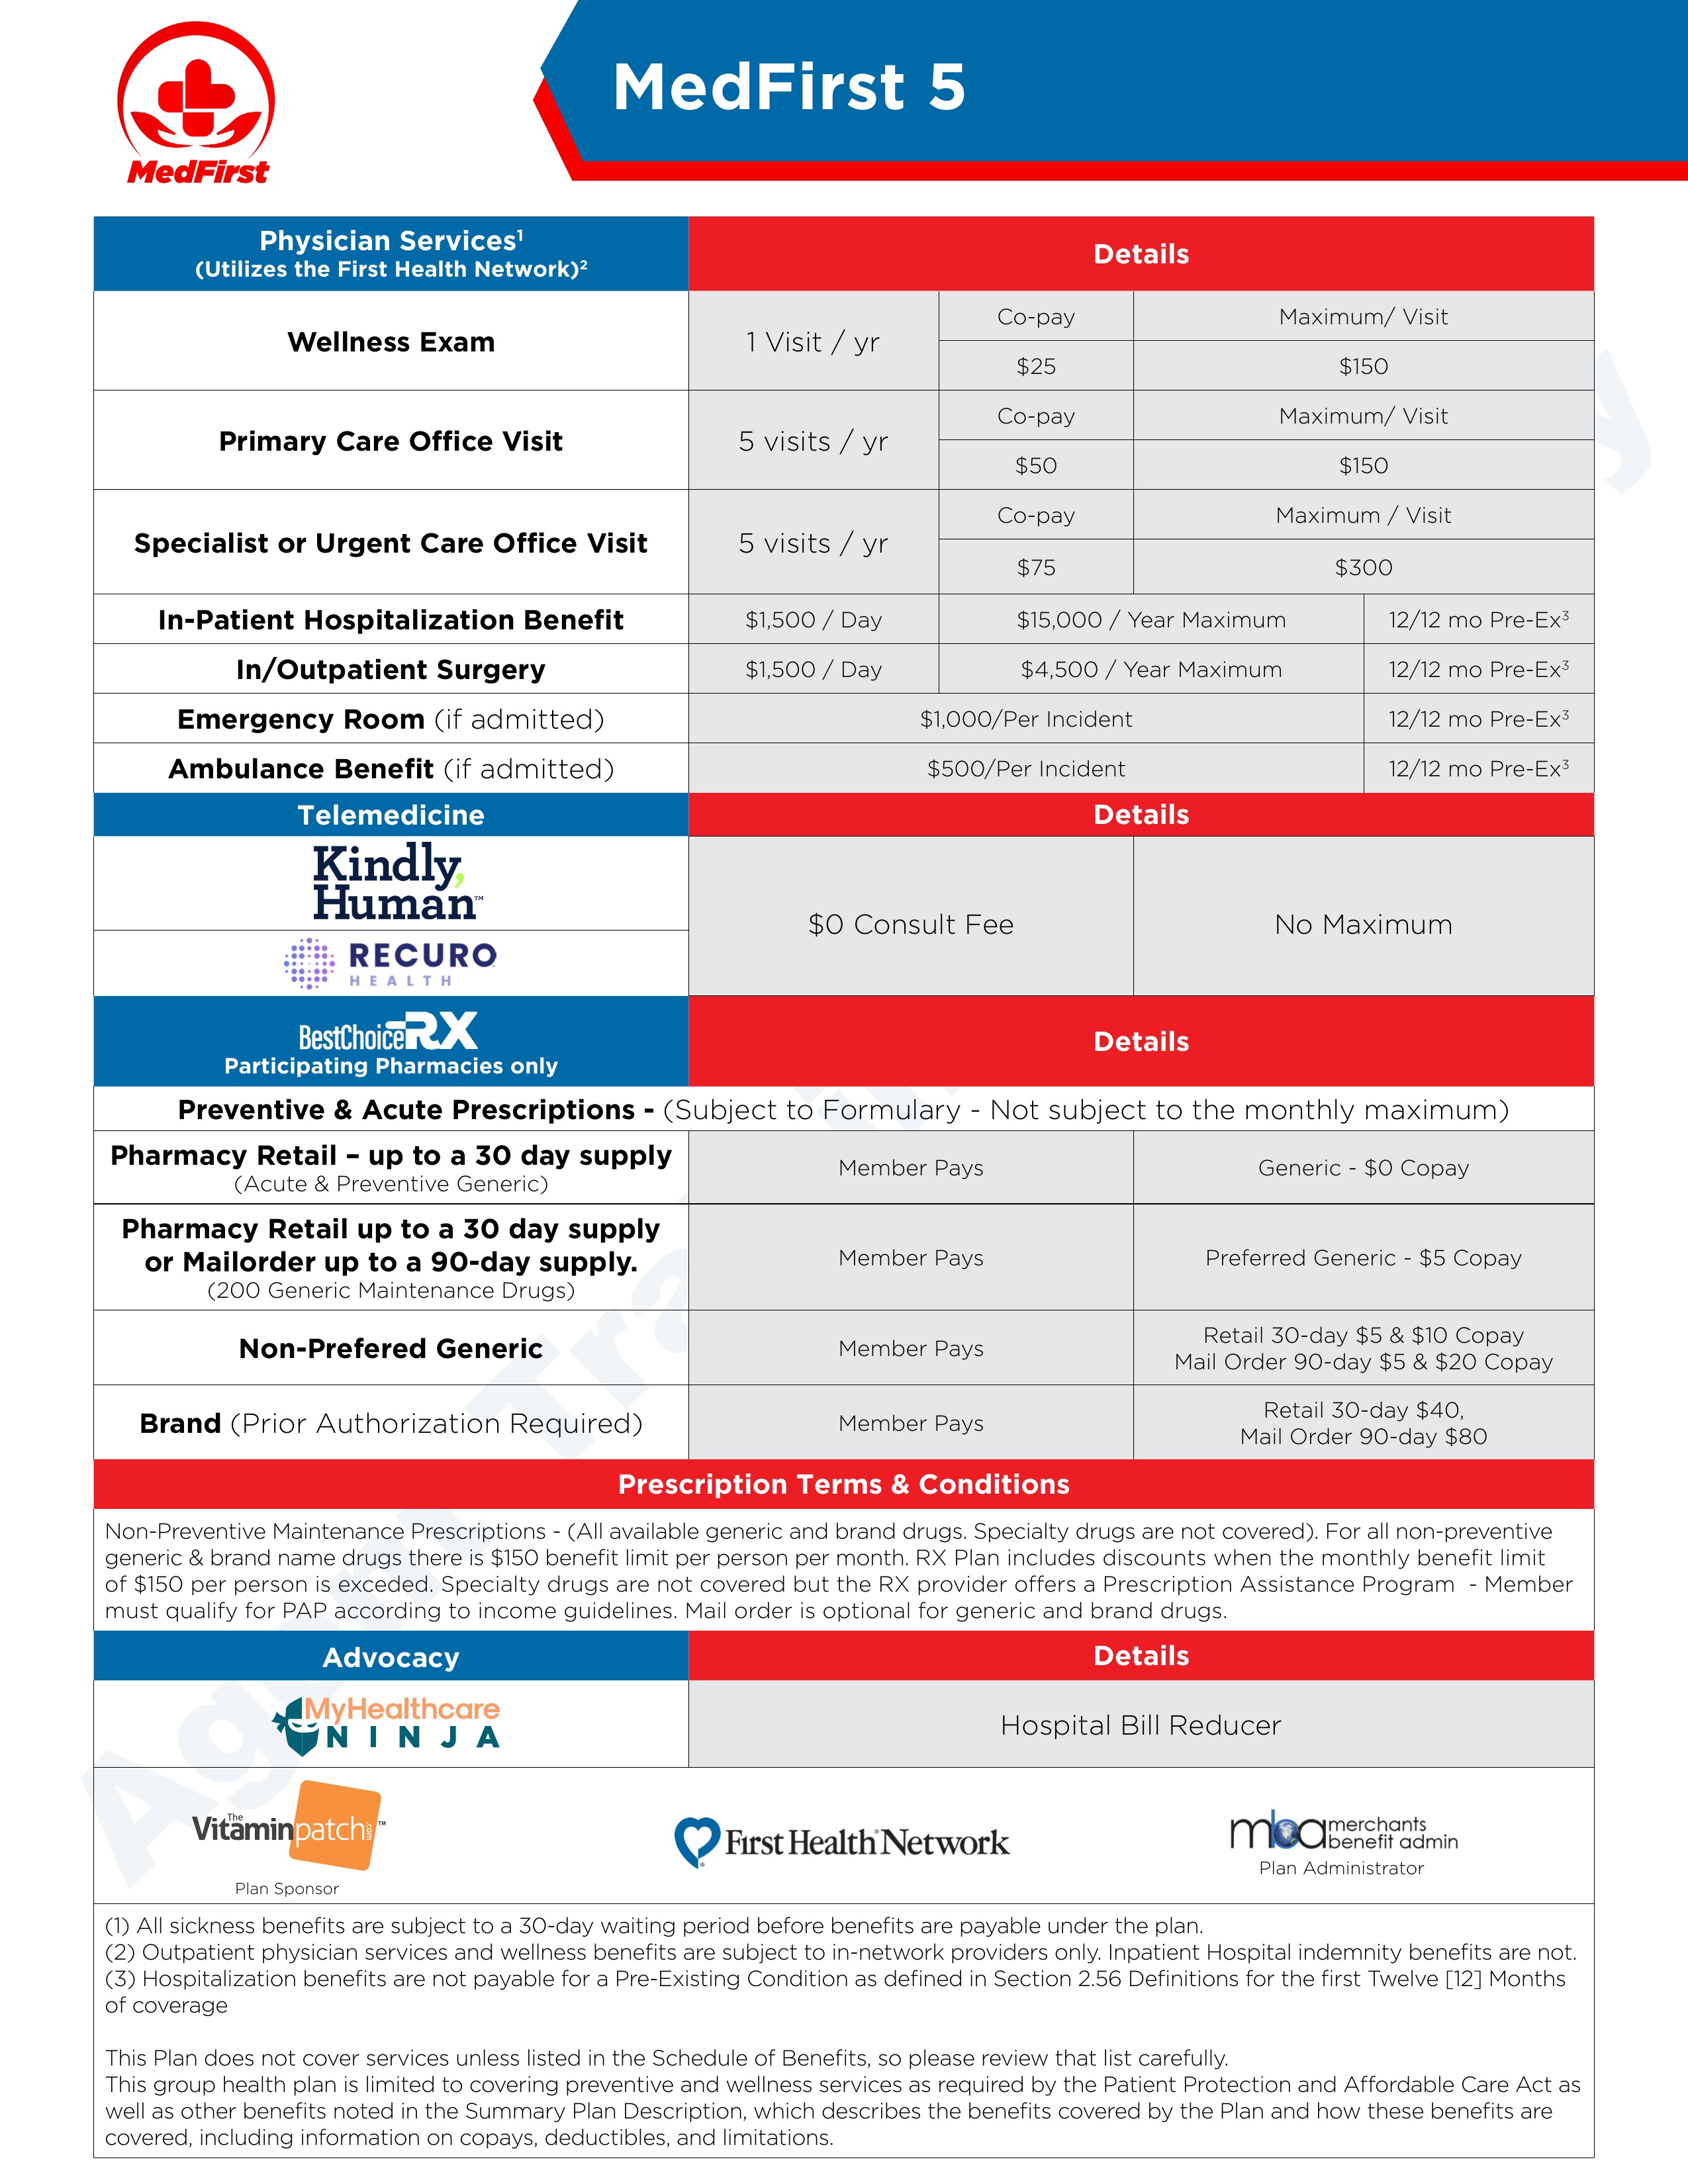 MedFirst
MedFirst 5
Physician Services¹
(Utilizes the First Health Network)²
Details
Wellness Exam
1 Visit / yr
Co-pay
Maximum/ Visit
$25
$150
Primary Care Office Visit
5 visits / yr
Co-pay
Maximum/ Visit
$50
$150
Specialist or Urgent Care Office Visit
5 visits / yr
Co-pay
Maximum / Visit
$75
$300
In-Patient Hospitalization Benefit
$1,500 / Day
$15,000 / Year Maximum
12/12 mo Pre-Ex³
In/Outpatient Surgery
$1,500 / Day
$4,500 / Year Maximum
12/12 mo Pre-Ex³
Emergency Room (if admitted)
$1,000/Per Incident
12/12 mo Pre-Ex³
Ambulance Benefit (if admitted)
$500/Per Incident
12/12 mo Pre-Ex³
Telemedicine
Details
Kindly,
Human™
RECURO
HEALTH
$0 Consult Fee
No Maximum
BestChoiceRX
Participating Pharmacies only
Details
Preventive & Acute Prescriptions - (Subject to Formulary - Not subject to the monthly maximum)
Pharmacy Retail – up to a 30 day supply
(Acute & Preventive Generic)
Member Pays
Generic - $0 Copay
Pharmacy Retail up to a 30 day supply
or Mailorder up to a 90-day supply.
(200 Generic Maintenance Drugs)
Member Pays
Preferred Generic - $5 Copay
Non-Prefered Generic
Member Pays
Retail 30-day $5 & $10 Copay
Mail Order 90-day $5 & $20 Copay
Brand (Prior Authorization Required)
Member Pays
Retail 30-day $40,
Mail Order 90-day $80
Prescription Terms & Conditions
Non-Preventive Maintenance Prescriptions - (All available generic and brand drugs. Specialty drugs are not covered). For all non-preventive
generic & brand name drugs there is $150 benefit limit per person per month. RX Plan includes discounts when the monthly benefit limit
of $150 per person is exceded. Specialty drugs are not covered but the RX provider offers a Prescription Assistance Program - Member
must qualify for PAP according to income guidelines. Mail order is optional for generic and brand drugs.
Advocacy
Details
MyHealthcare
NINJA
Hospital Bill Reducer
The
Vitaminpatch.com™
Plan Sponsor
First Health® Network
mba merchants
benefit admin
Plan Administrator
(1) All sickness benefits are subject to a 30-day waiting period before benefits are payable under the plan.
(2) Outpatient physician services and wellness benefits are subject to in-network providers only. Inpatient Hospital indemnity benefits are not.
(3) Hospitalization benefits are not payable for a Pre-Existing Condition as defined in Section 2.56 Definitions for the first Twelve [12] Months
of coverage
This Plan does not cover services unless listed in the Schedule of Benefits, so please review that list carefully.
This group health plan is limited to covering preventive and wellness services as required by the Patient Protection and Affordable Care Act as
well as other benefits noted in the Summary Plan Description, which describes the benefits covered by the Plan and how these benefits are
covered, including information on copays, deductibles, and limitations.